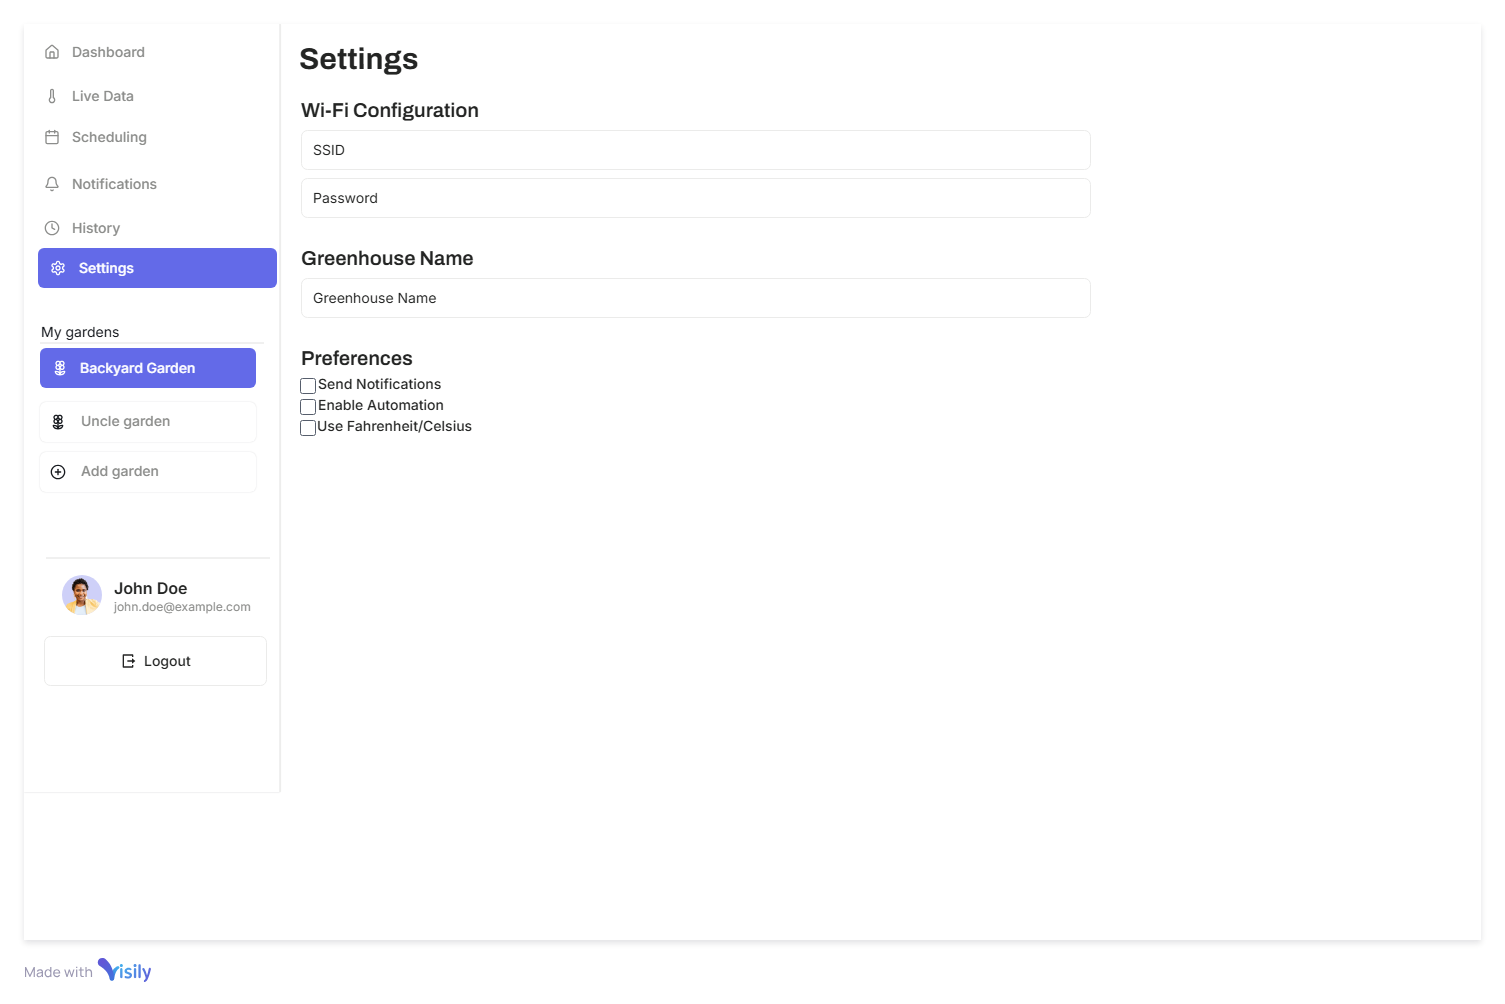 Dashboard
Live Data
Scheduling
Notifications
History
Settings
My gardens
Backyard Garden
Uncle garden
Add garden
John Doe
john.doe@example.com
Logout
Settings
Wi-Fi Configuration
SSID
Password
Greenhouse Name
Greenhouse Name
Preferences
Send Notifications
Enable Automation
Use Fahrenheit/Celsius
Made with Visily